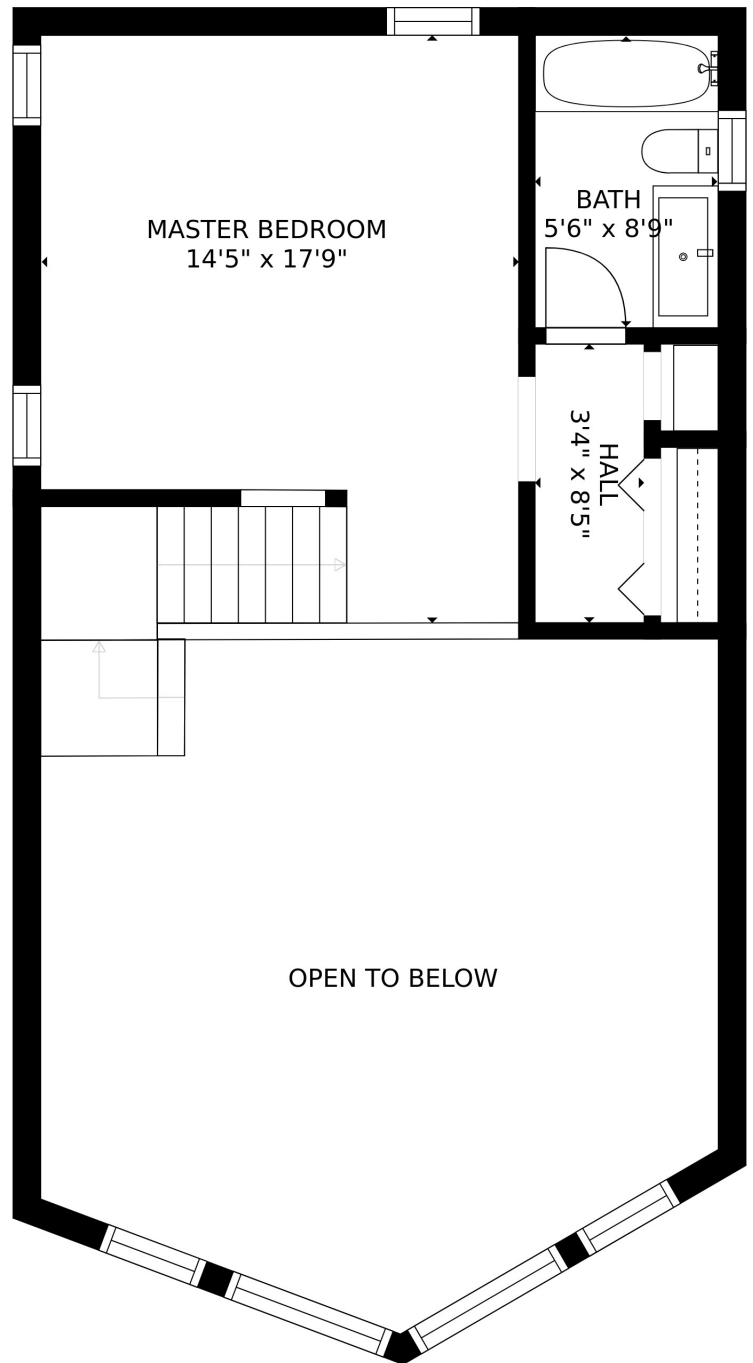 MASTER BEDROOM
14'5" x 17'9"
BATH
5'6" x 8'9"
HALL
3'4" x 8'5"
OPEN TO BELOW